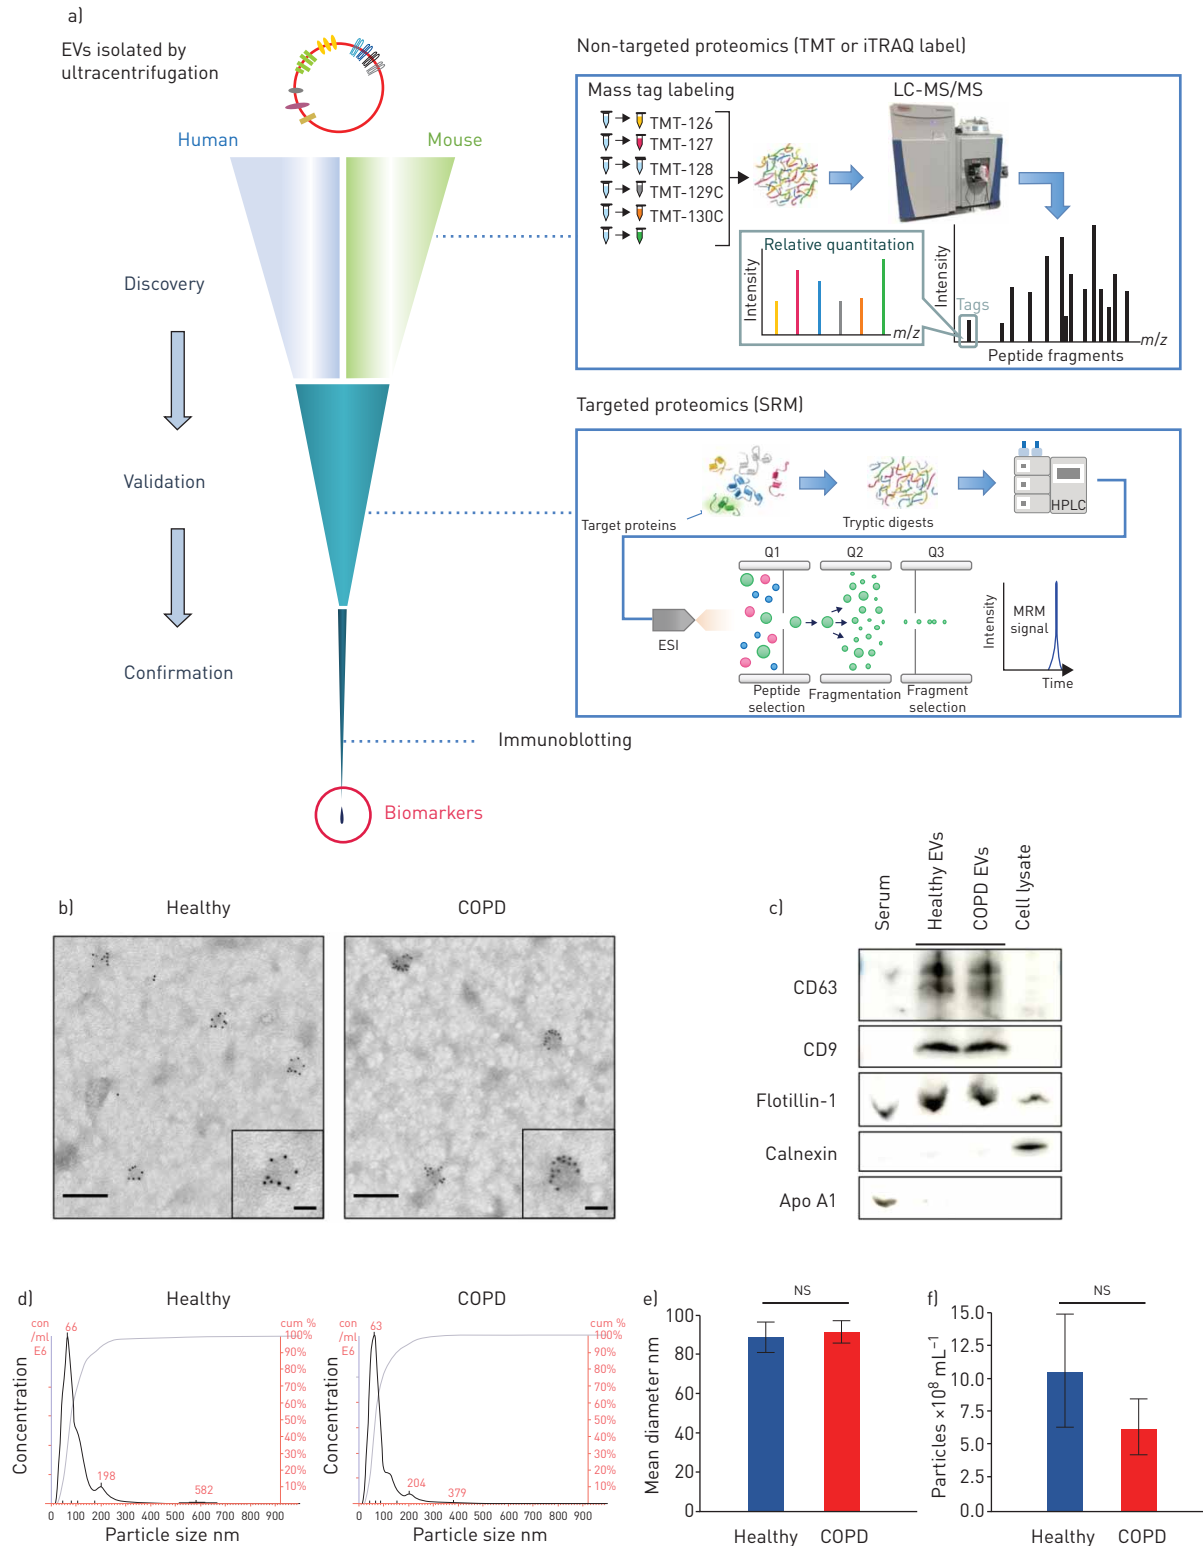 a)
EVs isolated by
ultracentrifugation
Human
Mouse
Discovery
Validation
Confirmation
Non-targeted proteomics (TMT or iTRAQ label)
Mass tag labeling
LC-MS/MS
TMT-126
TMT-127
TMT-128
TMT-129C
TMT-130C
Relative quantitation
Intensity
m/z
Intensity
Tags
m/z
Peptide fragments
Targeted proteomics (SRM)
Target proteins
Tryptic digests
HPLC
ESI
Q1
Q2
Q3
Peptide
selection
Fragmentation
Fragment
selection
Intensity
MRM
signal
Time
Immunoblotting
Biomarkers
b)
Healthy
COPD
c)
Serum
Healthy EVs
COPD EVs
Cell lysate
CD63
CD9
Flotillin-1
Calnexin
Apo A1
d)
Healthy
con
/ml
E6
66
198
582
cum %
100%
90%
80%
70%
60%
50%
40%
30%
20%
10%
Concentration
0 100 200 300 400 500 600 700 800 900
Particle size nm
COPD
con
/ml
E6
63
204
379
cum %
100%
90%
80%
70%
60%
50%
40%
30%
20%
10%
Concentration
0 100 200 300 400 500 600 700 800 900
Particle size nm
e)
NS
Mean diameter nm
100
80
60
40
20
0
Healthy
COPD
f)
NS
Particles ×10⁸ mL⁻¹
15.0
12.5
10.0
7.5
5.0
2.5
0.0
Healthy
COPD